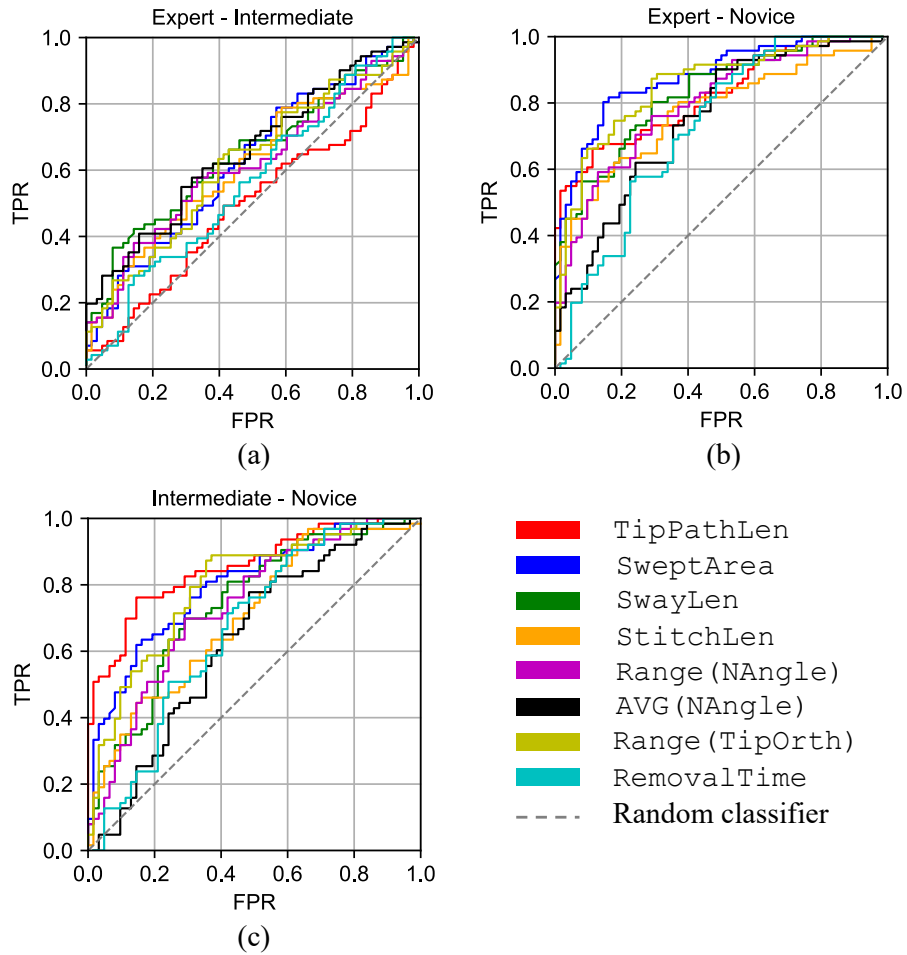 Expert - Intermediate
1.0
0.8
0.6
0.4
0.2
0.0
TPR
0.0 0.2 0.4 0.6 0.8 1.0
FPR
(a)
Expert - Novice
1.0
0.8
0.6
0.4
0.2
0.0
TPR
0.0 0.2 0.4 0.6 0.8 1.0
FPR
(b)
Intermediate - Novice
1.0
0.8
0.6
0.4
0.2
0.0
TPR
0.0 0.2 0.4 0.6 0.8 1.0
FPR
(c)
TipPathLen
SweptArea
SwayLen
StitchLen
Range(NAngle)
AVG(NAngle)
Range(TipOrth)
RemovalTime
Random classifier